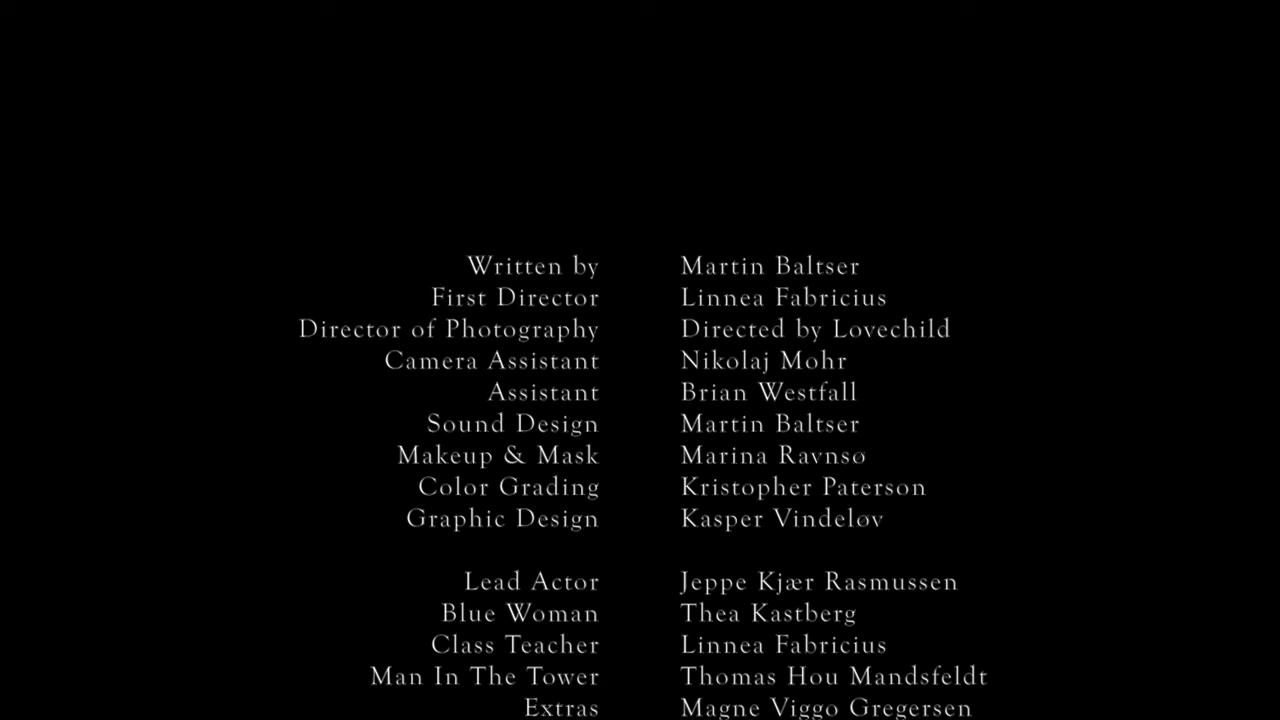 Written by Martin Baltser
First Director Linnea Fabricius
Director of Photography Directed by Lovechild
Camera Assistant Nikolaj Mohr
Assistant Brian Westfall
Sound Design Martin Baltser
Makeup & Mask Marina Ravnsø
Color Grading Kristopher Paterson
Graphic Design Kasper Vindeløv
Lead Actor Jeppe Kjær Rasmussen
Blue Woman Thea Kastberg
Class Teacher Linnea Fabricius
Man In The Tower Thomas Hou Mandsfeldt
Extras Magne Viggo Gregersen